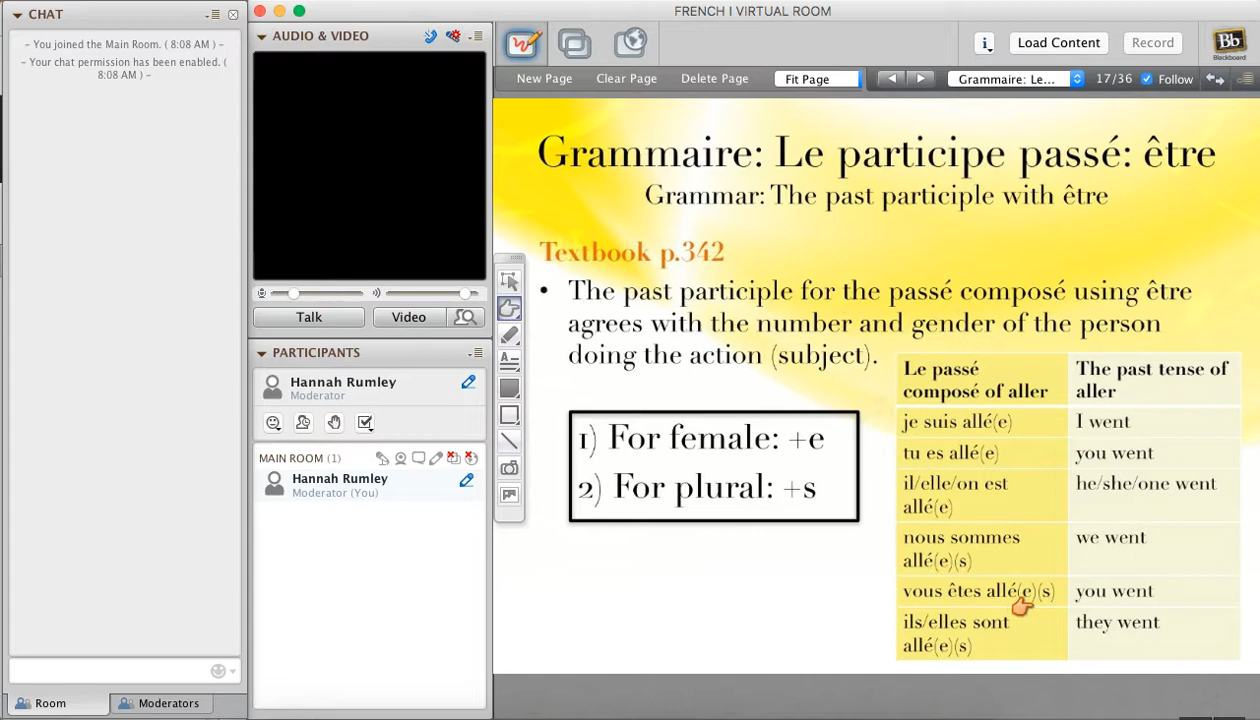 CHAT
– You joined the Main Room. ( 8:08 AM ) –
– Your chat permission has been enabled. (
8:08 AM ) –
Room
Moderators
FRENCH I VIRTUAL ROOM
AUDIO & VIDEO
Talk
Video
PARTICIPANTS
Hannah Rumley
Moderator
MAIN ROOM (1)
Hannah Rumley
Moderator (You)
i
Load Content
Record
Bb
Blackboard
New Page
Clear Page
Delete Page
Fit Page
Grammaire: Le...
17/36
Follow
Grammaire: Le participe passé: être
Grammar: The past participle with être
Textbook p.342
• The past participle for the passé composé using être
agrees with the number and gender of the person
doing the action (subject).
1) For female: +e
2) For plural: +s
Le passé The past tense of
composé of aller aller
je suis allé(e) I went
tu es allé(e) you went
il/elle/on est he/she/one went
allé(e)
nous sommes we went
allé(e)(s)
vous êtes allé(e)(s) you went
ils/elles sont they went
allé(e)(s)